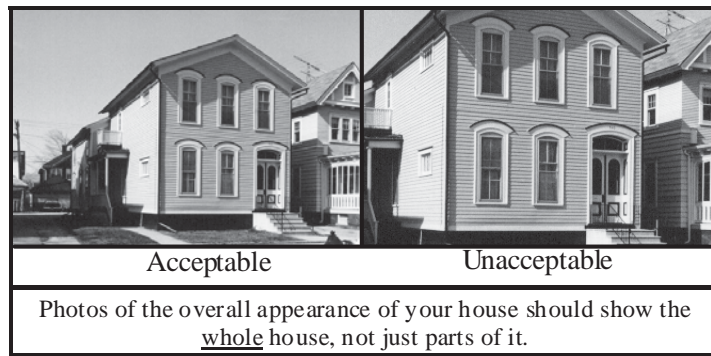 Acceptable
Unacceptable
Photos of the overall appearance of your house should show the
whole house, not just parts of it.